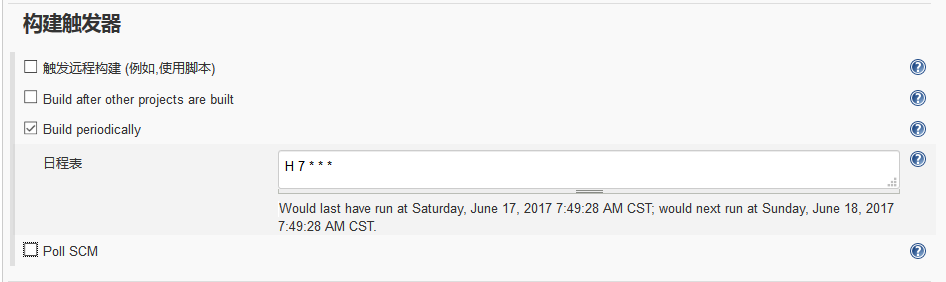 构建触发器
触发远程构建 (例如,使用脚本)
Build after other projects are built
Build periodically
日程表
H 7 * * *
Would last have run at Saturday, June 17, 2017 7:49:28 AM CST; would next run at Sunday, June 18, 2017
7:49:28 AM CST.
Poll SCM